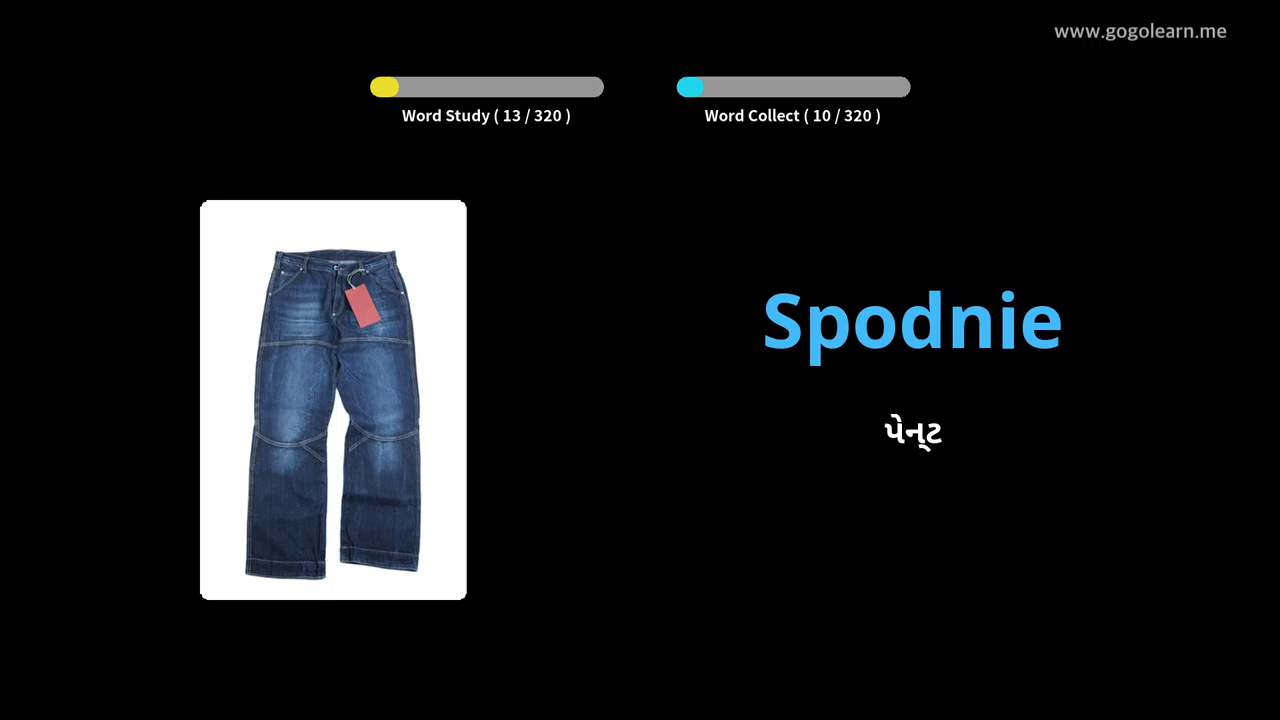 www.gogolearn.me
Word Study ( 13 / 320 )
Word Collect ( 10 / 320 )
Spodnie
પેન્ટ